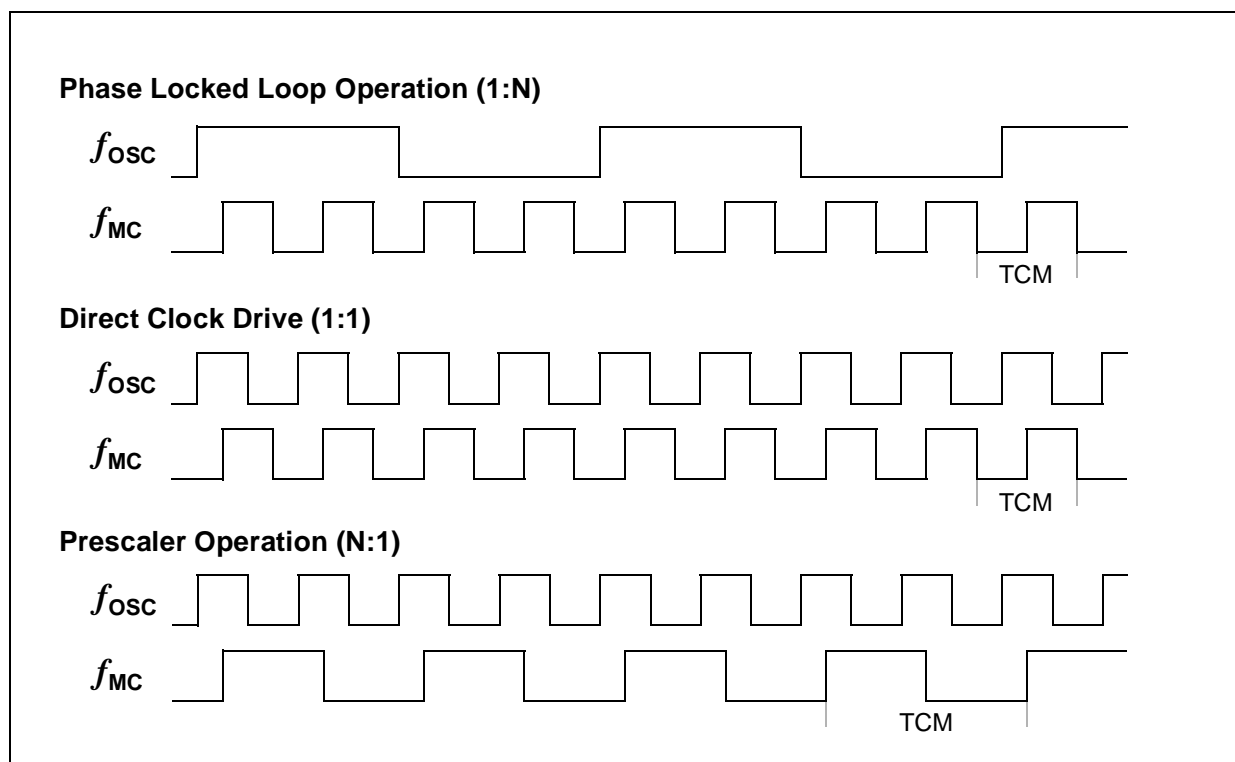 Phase Locked Loop Operation (1:N)
fOSC
fMC
TCM
Direct Clock Drive (1:1)
fOSC
fMC
TCM
Prescaler Operation (N:1)
fOSC
fMC
TCM